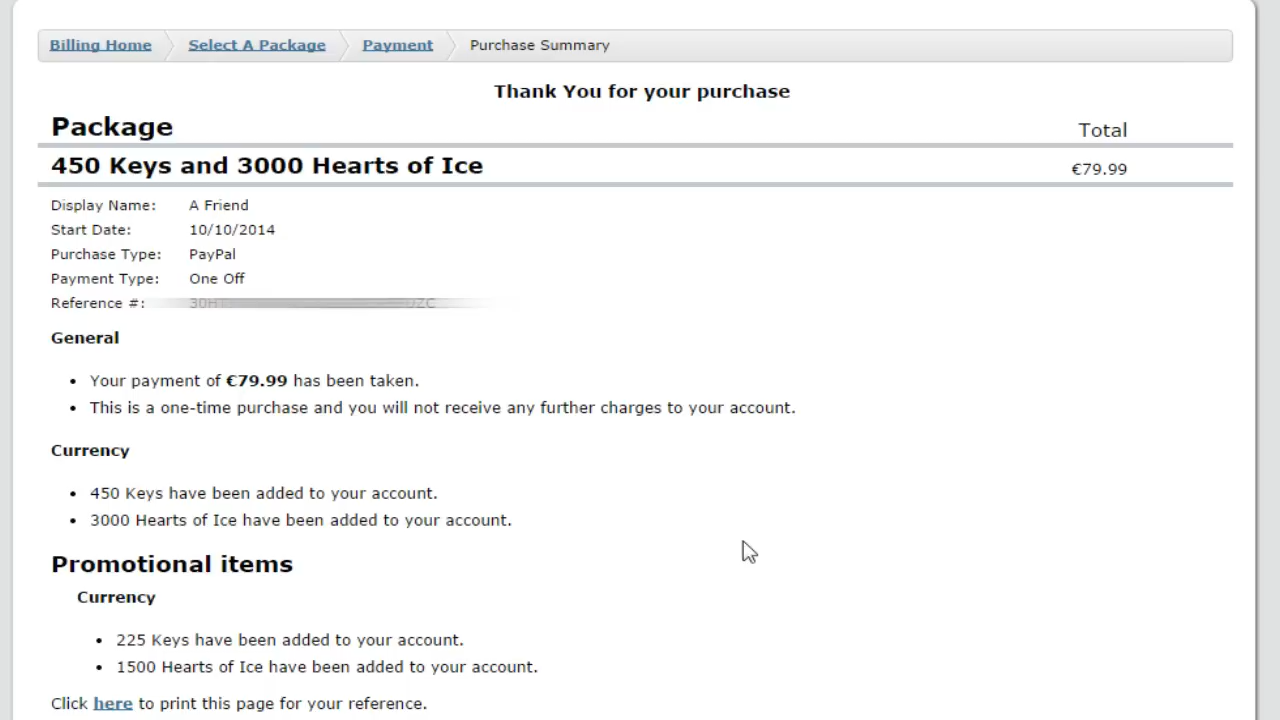 Billing Home Select A Package Payment Purchase Summary
Thank You for your purchase
Package Total
450 Keys and 3000 Hearts of Ice €79.99
Display Name: A Friend
Start Date: 10/10/2014
Purchase Type: PayPal
Payment Type: One Off
Reference #:
General
• Your payment of €79.99 has been taken.
• This is a one-time purchase and you will not receive any further charges to your account.
Currency
• 450 Keys have been added to your account.
• 3000 Hearts of Ice have been added to your account.
Promotional items
Currency
• 225 Keys have been added to your account.
• 1500 Hearts of Ice have been added to your account.
Click here to print this page for your reference.